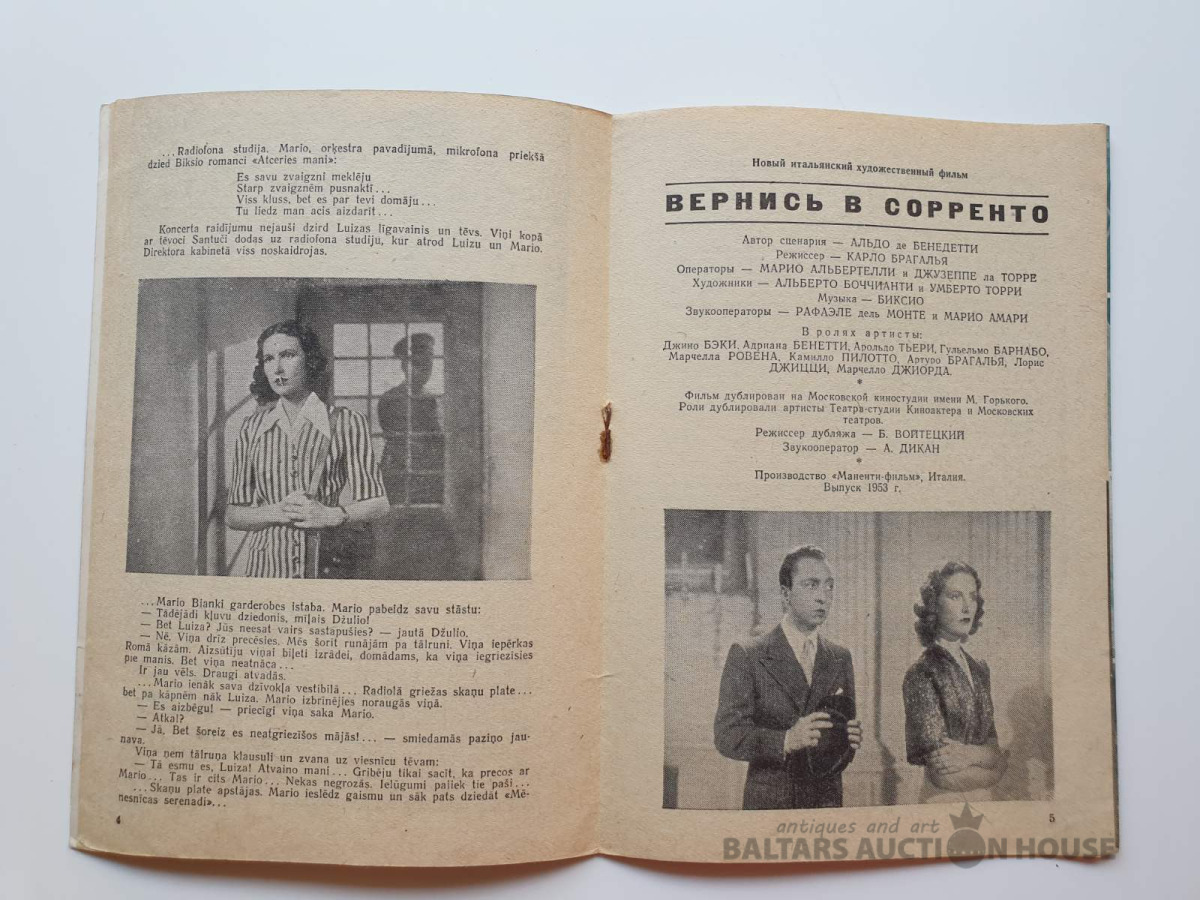 ...Radiofona studija. Mario, orķestra pavadījumā, mikrofona priekšā
dzied Biksio romanci «Atceries mani»:
Es savu zvaigzni meklēju
Starp zvaigznēm pusnaktī...
Viss kluss, bet es par tevi domāju...
Tu liedz man acis aizdarīt...
Koncerta raidījumu nejauši dzird Luizas līgavainis un tēvs. Viņi kopā
ar tēvoci Santuči dodas uz radiofona studiju, kur atrod Luizu un Mario.
Direktora kabinetā viss noskaidrojas.
...Mario Bianki garderobes istaba. Mario pabeidz savu stāstu:
— Tādējādi kļuvu dziedonis, mīļais Džulio!
— Bet Luiza? Jūs neesat vairs sastapušies? — jautā Džulio.
— Nē. Viņa drīz precēsies. Mēs šorīt runājām pa tālruni. Viņa iepērkas
Romā kāzām. Aizsūtīju viņai biļeti izrādei, domādams, ka viņa iegriezīsies
pie manis. Bet viņa neatnāca...
Ir jau vēls. Draugi atvadās.
...Mario ienāk sava dzīvokļa vestibilā... Radiolā griežas skaņu plate...
bet pa kāpnēm nāk Luiza. Mario izbrīnējies noraugās viņā.
— Es aizbēgu! — priecīgi viņa saka Mario.
— Atkal?
— Jā. Bet šoreiz es neatgriezīšos mājās!... — smiedamās paziņo jau-
nava.
Viņa ņem tālruņa klausuli un zvana uz viesnīcu tēvam:
— Tā esmu es, Luiza! Atvaino mani... Gribēju tikai sacīt, ka precos ar
Mario... Tas ir cits Mario... Nekas negrozās. Ielūgumi paliek tie paši...
...Skaņu plate apstājas. Mario ieslēdz gaismu un sāk pats dziedāt «Mē-
nesnīcas serenādi»...
4
Новый итальянский художественный фильм
ВЕРНИСЬ В СОРРЕНТО
Автор сценария — АЛЬДО де БЕНЕДЕТТИ
Режиссер — КАРЛО БРАГАЛЬЯ
Операторы — МАРИО АЛЬБЕРТЕЛЛИ и ДЖУЗЕППЕ ла ТОРРЕ
Художники — АЛЬБЕРТО БОЧЧИАНТИ и УМБЕРТО ТОРРИ
Музыка — БИКСИО
Звукооператоры — РАФАЭЛЕ дель МОНТЕ и МАРИО АМАРИ
В ролях артисты:
Джино БЭКИ, Адриана БЕНЕТТИ, Арольдо ТЬЕРИ, Гульельмо БАРНАБО,
Марчелла РОВЕНА, Камилло ПИЛОТТО, Артуро БРАГАЛЬЯ, Лорис
ДЖИЦЦИ, Марчелло ДЖИОРДА.
*
Фильм дублирован на Московской киностудии имени М. Горького.
Роли дублировали артисты Театра-студии Киноактера и Московских
театров.
Режиссер дубляжа — Б. ВОЙТЕЦКИЙ
Звукооператор — А. ДИКАН
*
Производство «Маненти-фильм», Италия.
Выпуск 1953 г.
5
antiques and art
BALTARS AUCTION HOUSE